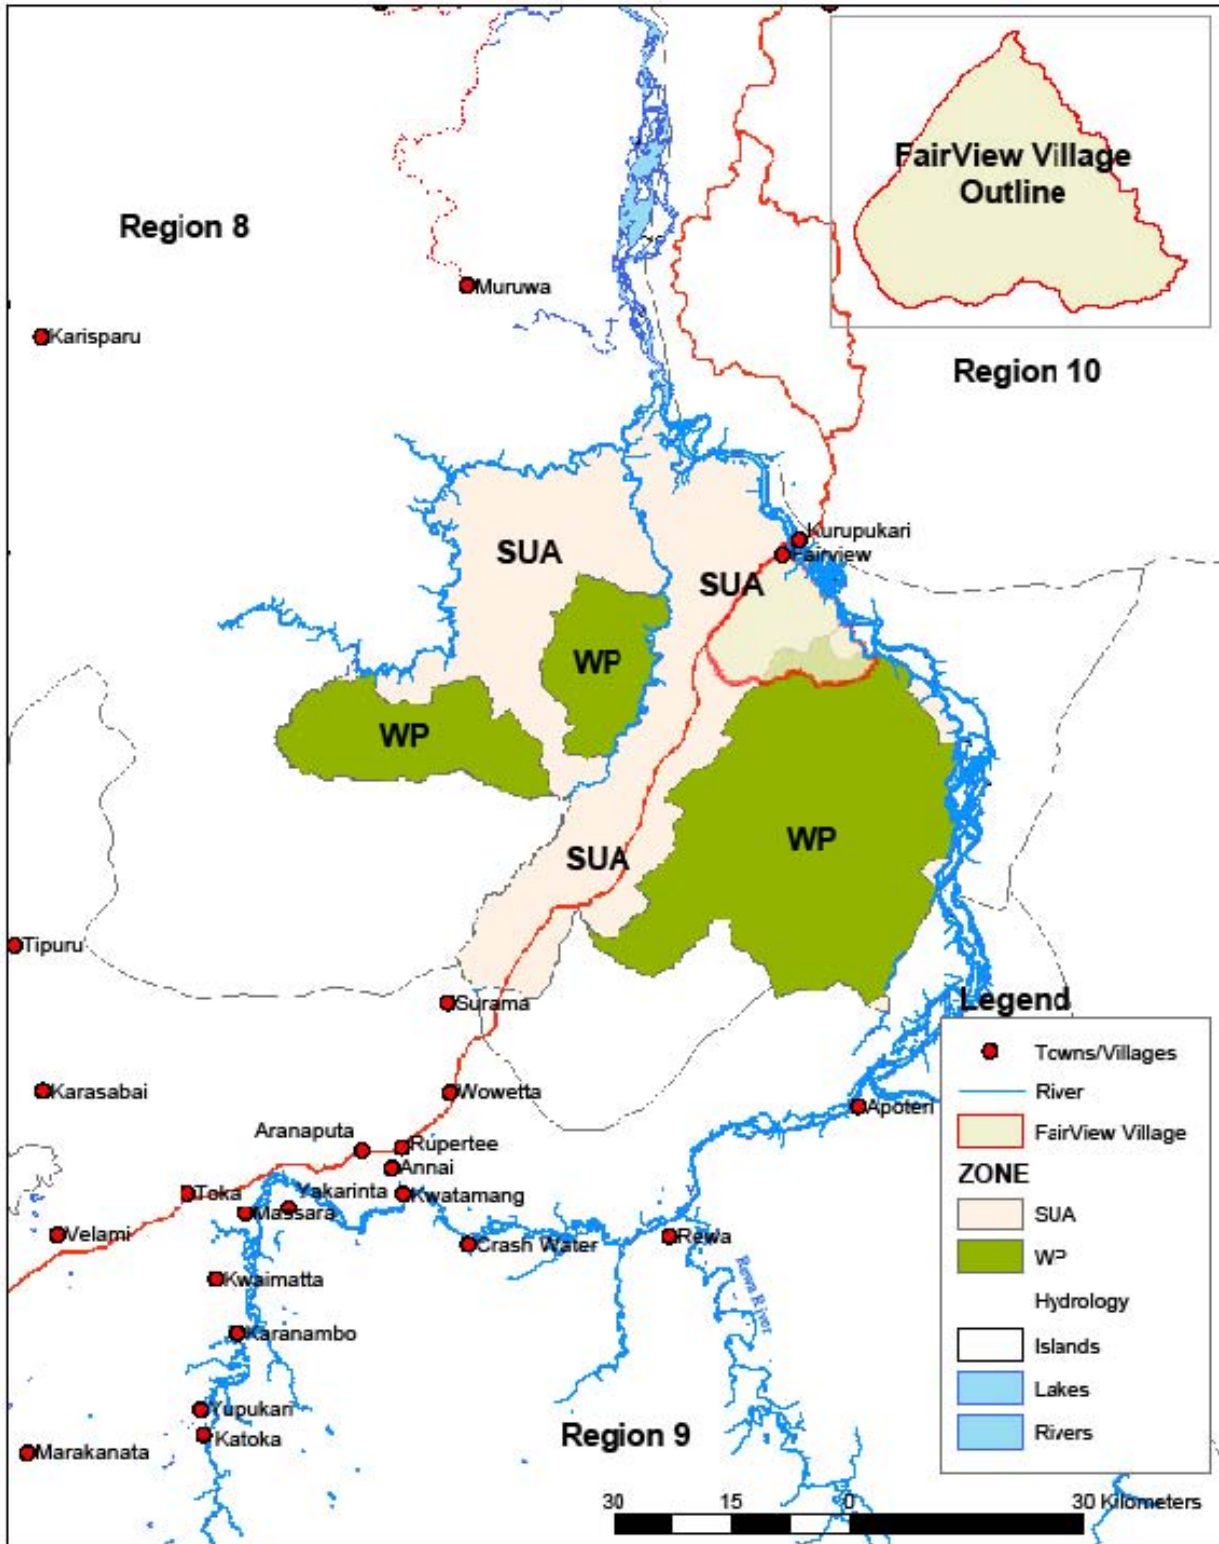 FairView Village
Outline
Region 8
Muruwa
Karisparu
Region 10
Kurupukari
Fairview
SUA
SUA
WP
WP
WP
SUA
Tipuru
Surama
Legend
Towns/Villages
River
FairView Village
ZONE
SUA
WP
Hydrology
Islands
Lakes
Rivers
Karasabai
Wowetta
Apoteri
Aranaputa
Rupertee
Annai
Toka
Yakarinta
Kwatamang
Massara
Velami
Crash Water
Rewa
Rewa River
Kwaimatta
Karanambo
Yupukari
Katoka
Marakanata
Region 9
30 15 0 30 Kilometers